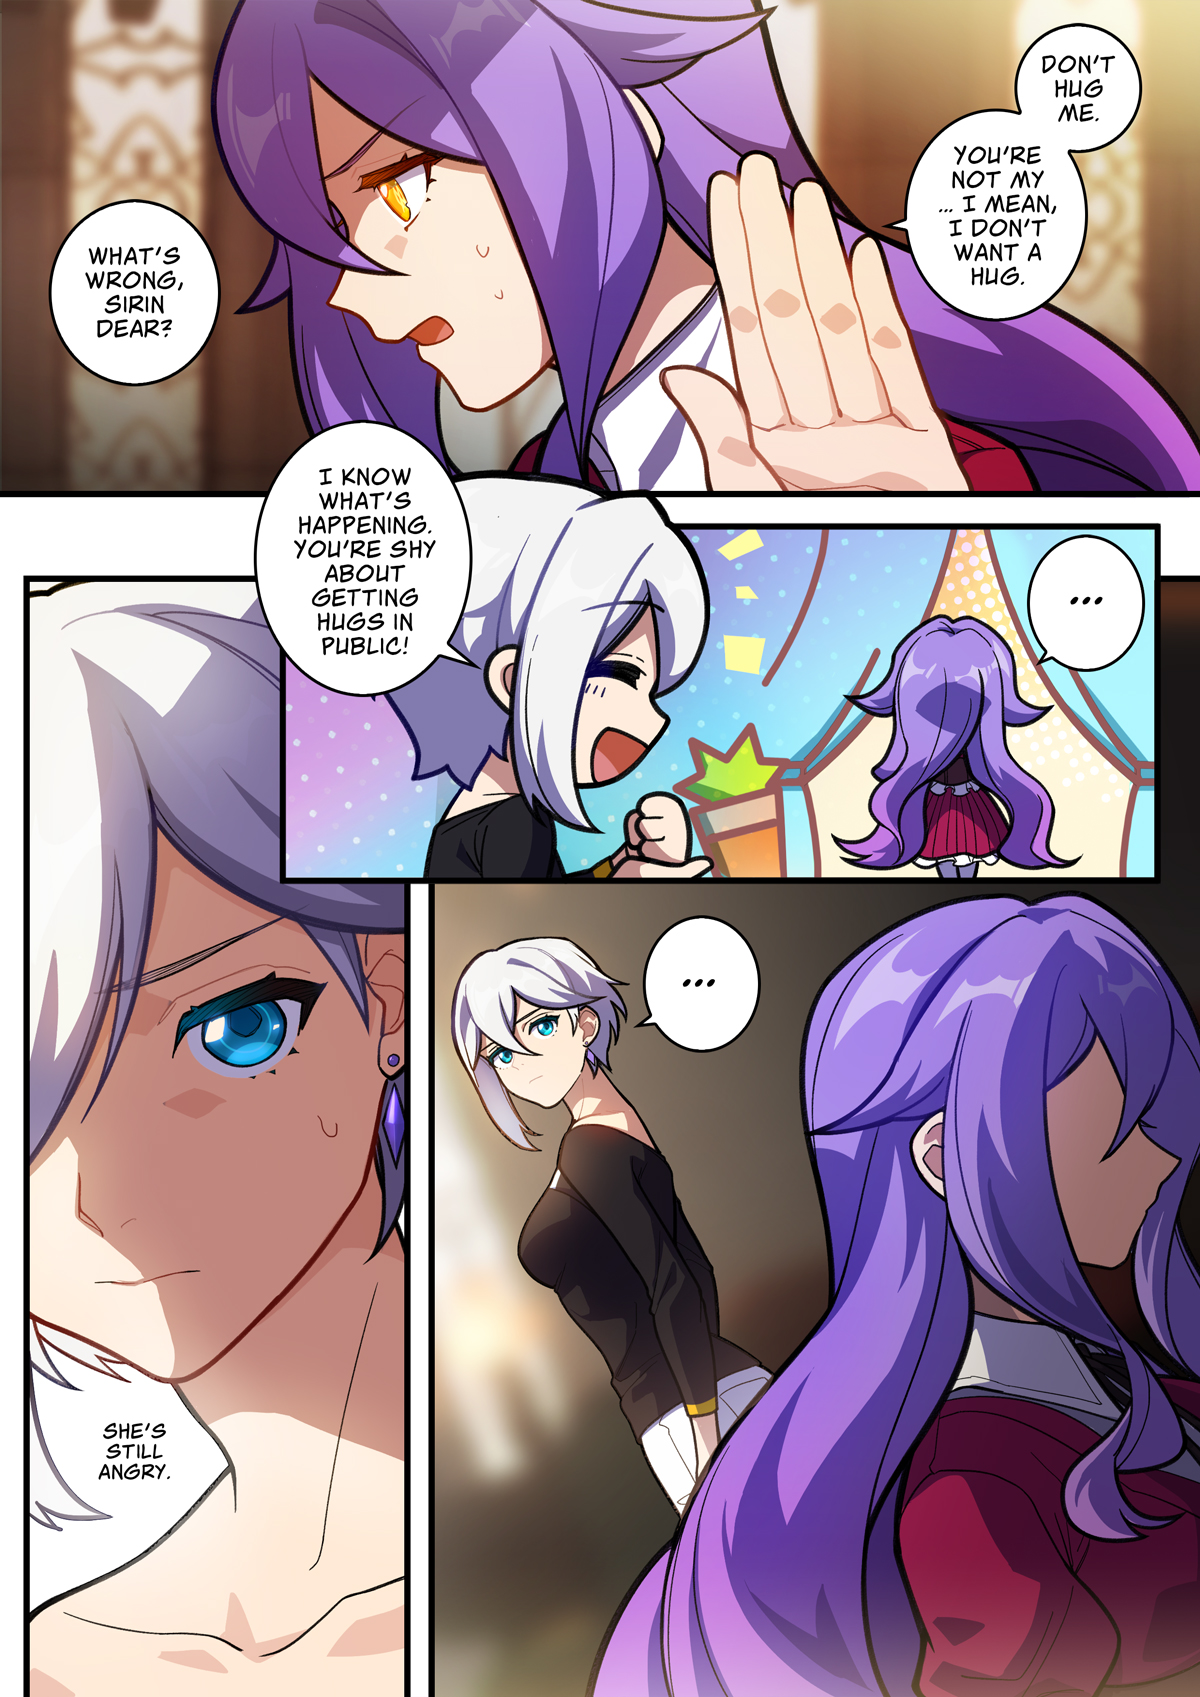 DON'T
HUG
ME.
YOU'RE
NOT MY
... I MEAN,
I DON'T
WANT A
HUG.
WHAT'S
WRONG,
SIRIN
DEAR?
I KNOW
WHAT'S
HAPPENING.
YOU'RE SHY
ABOUT
GETTING
HUGS IN
PUBLIC!
...
...
SHE'S
STILL
ANGRY.